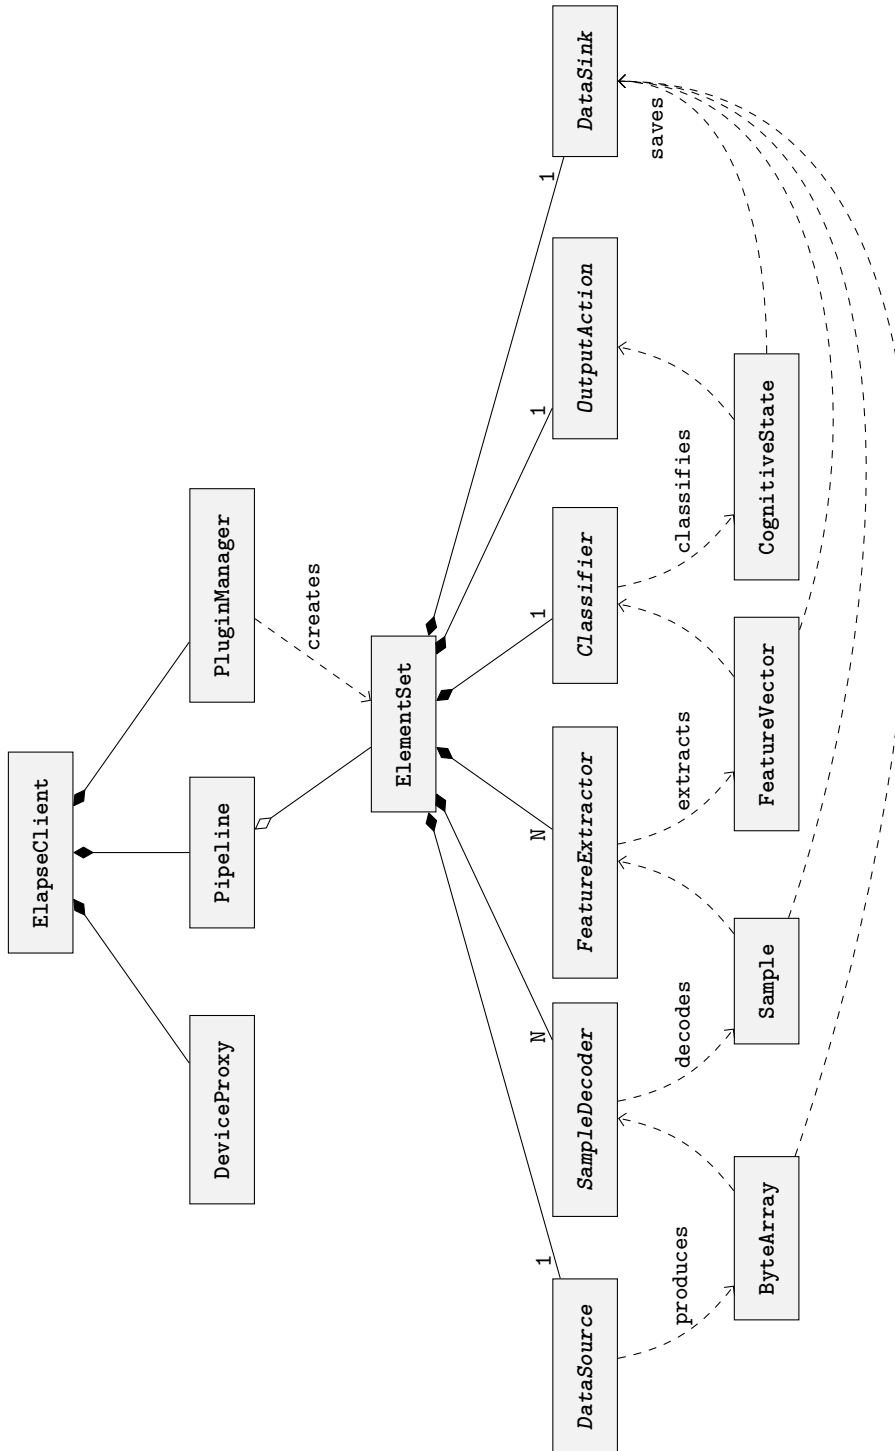 ElapseClient
DeviceProxy
Pipeline
PluginManager
creates
ElementSet
1
N
N
1
1
1
DataSource
SampleDecoder
FeatureExtractor
Classifier
OutputAction
DataSink
produces
decodes
extracts
classifies
saves
ByteArray
Sample
FeatureVector
CognitiveState